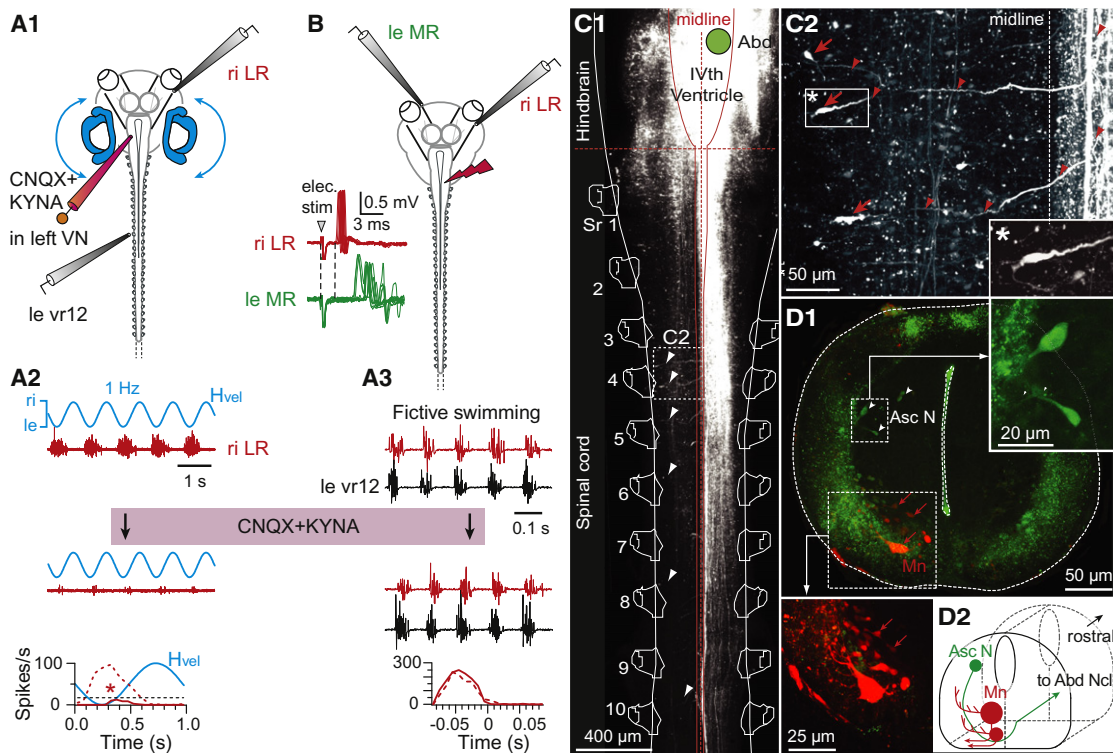 A1
ri LR
CNQX+
KYNA
in left VN
le vr12
B
le MR
ri LR
elec.
stim
0.5 mV
3 ms
ri LR
le MR
A2
ri
le
1 Hz
Hvel
ri LR
1 s
A3
Fictive swimming
le vr12
0.1 s
CNQX+KYNA
100
Spikes/s
0
Hvel
*
0.0
0.5
1.0
Time (s)
300
0
-0.05
0
0.05
Time (s)
C1
midline
Abd
IVth
Ventricle
Hindbrain
Sr 1
2
3
C2
4
5
6
7
8
9
10
Spinal cord
400 µm
C2
midline
*
*
50 µm
D1
Asc N
20 µm
Mn
50 µm
25 µm
D2
rostral
Asc N
Mn
to Abd Ncl